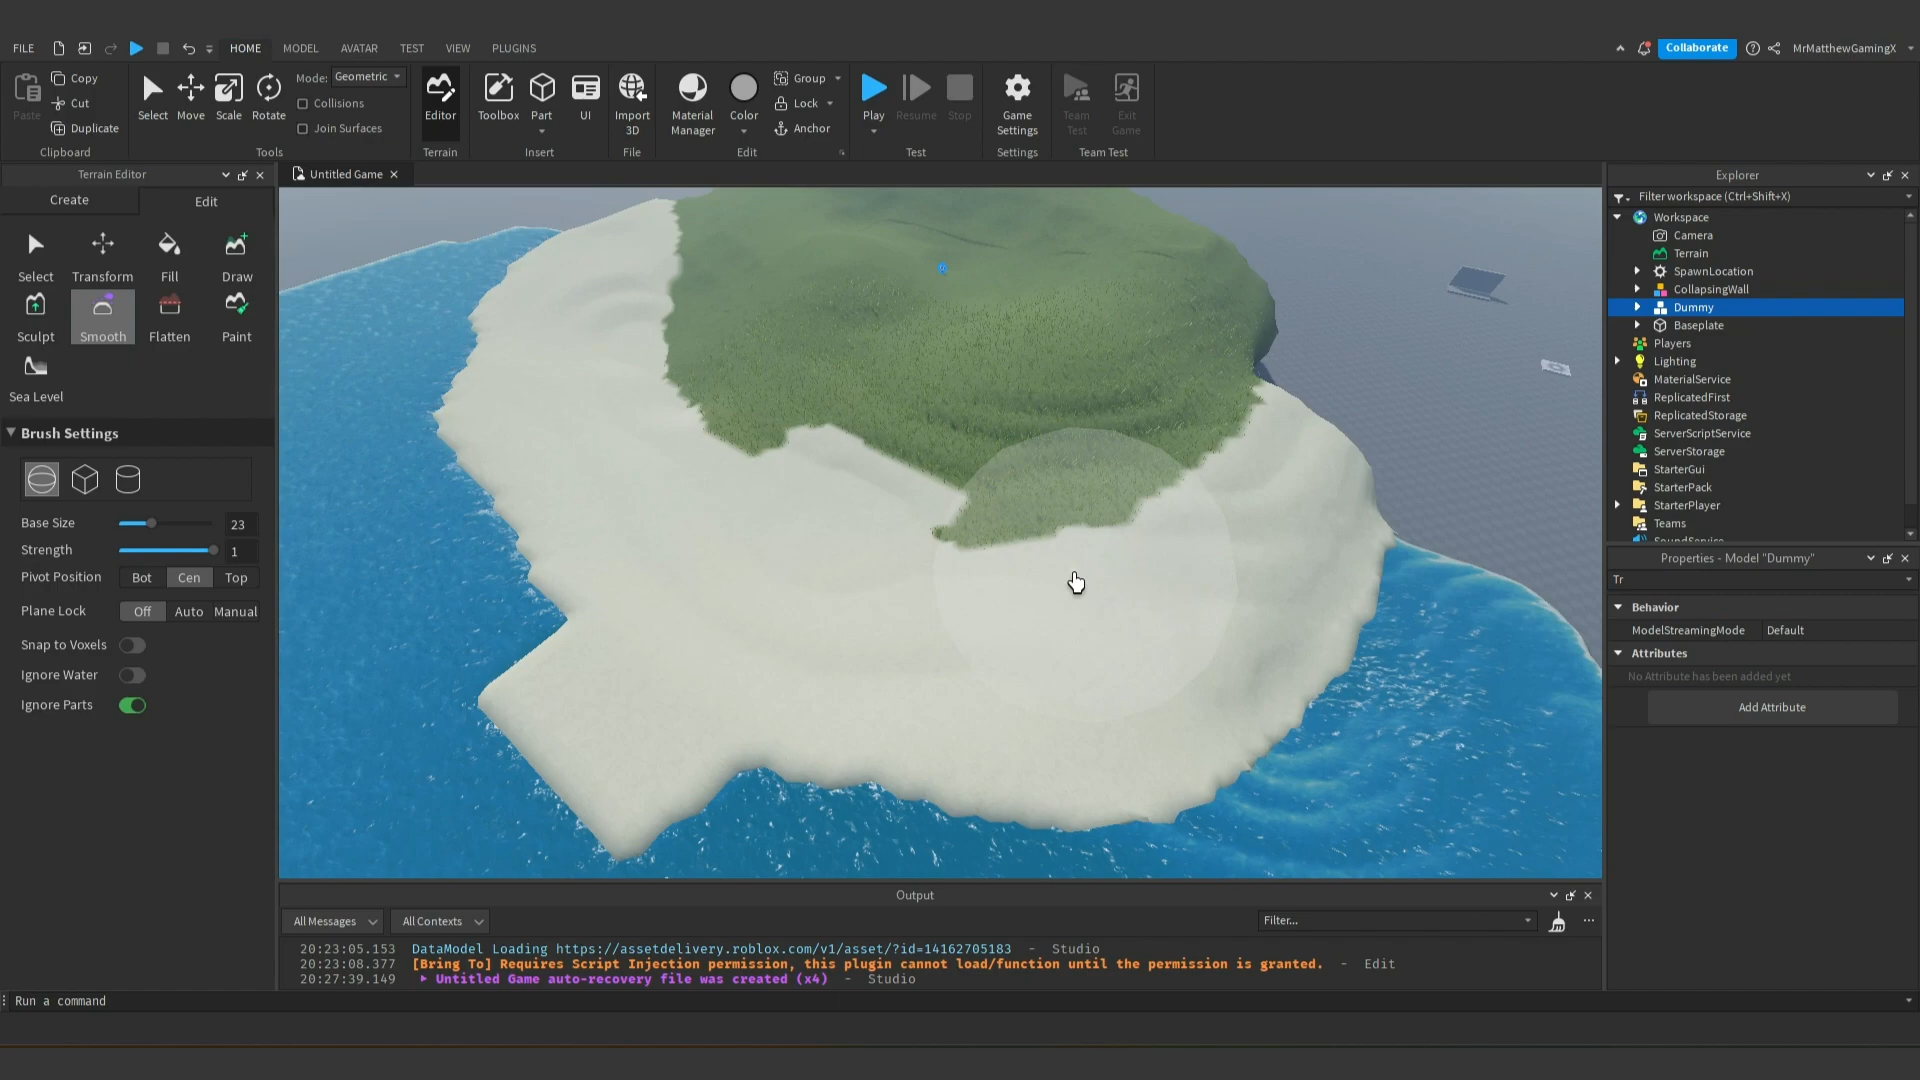 FILE HOME MODEL AVATAR TEST VIEW PLUGINS Collaborate MrMatthewGamingX
Paste Copy Cut Duplicate
Clipboard
Select Move Scale Rotate
Mode: Geometric
Collisions
Join Surfaces
Tools
Editor
Terrain
Toolbox Part UI
Insert
Import 3D
File
Material Manager Color
Group
Lock
Anchor
Edit
Play Resume Stop
Test
Game Settings
Settings
Team Test Exit Game
Team Test
Terrain Editor
Create Edit
Select Transform Fill Draw
Sculpt Smooth Flatten Paint
Sea Level
Brush Settings
Base Size 23
Strength 1
Pivot Position Bot Cen Top
Plane Lock Off Auto Manual
Snap to Voxels
Ignore Water
Ignore Parts
Untitled Game
Explorer
Filter workspace (Ctrl+Shift+X)
Workspace
Camera
Terrain
SpawnLocation
CollapsingWall
Dummy
Baseplate
Players
Lighting
MaterialService
ReplicatedFirst
ReplicatedStorage
ServerScriptService
ServerStorage
StarterGui
StarterPack
StarterPlayer
Teams
SoundService
Properties - Model "Dummy"
Tr
Behavior
ModelStreamingMode Default
Attributes
No Attribute has been added yet
Add Attribute
Output
All Messages All Contexts Filter...
20:23:05.153 DataModel Loading https://assetdelivery.roblox.com/v1/asset/?id=14162705183 - Studio
20:23:08.377 [Bring To] Requires Script Injection permission, this plugin cannot load/function until the permission is granted. - Edit
20:27:39.149 Untitled Game auto-recovery file was created (x4) - Studio
Run a command